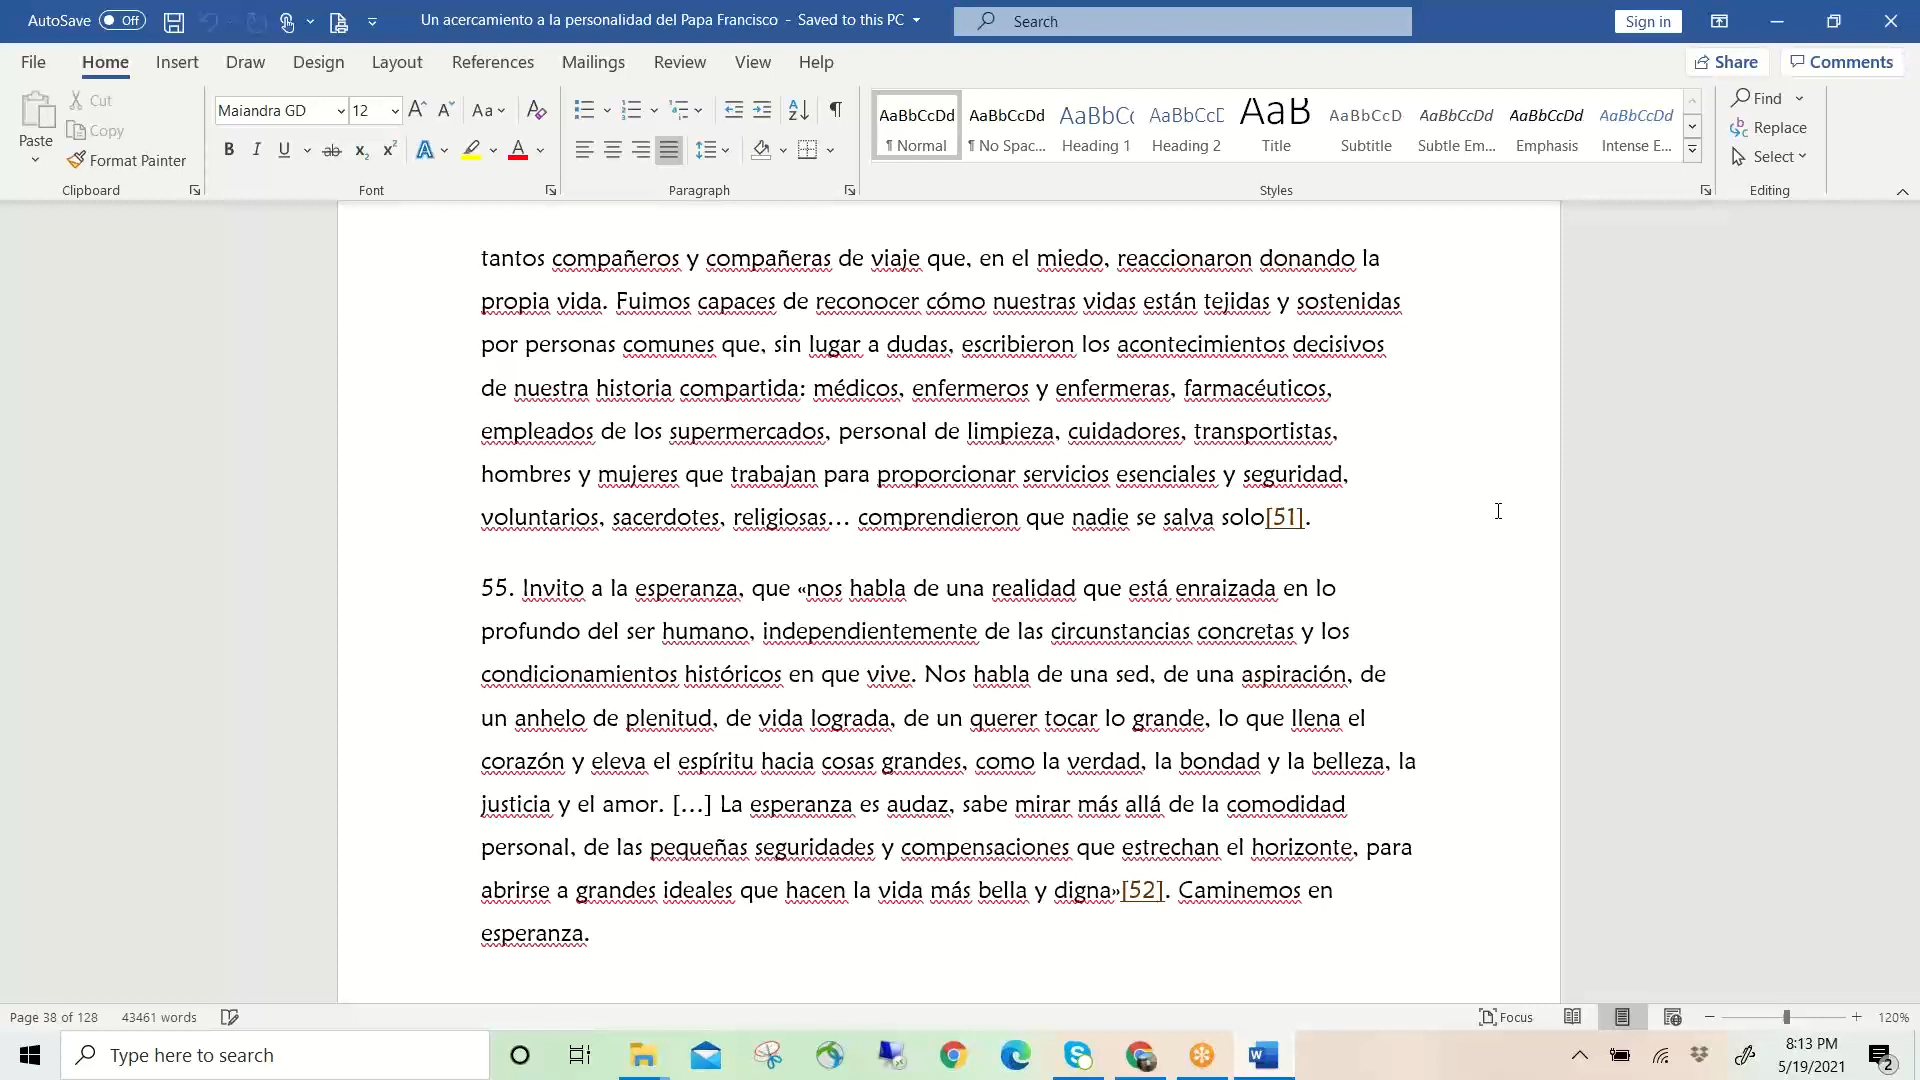 AutoSave Off
Un acercamiento a la personalidad del Papa Francisco - Saved to this PC
Search
Sign in
File Home Insert Draw Design Layout References Mailings Review View Help
Share Comments
Paste
Cut
Copy
Format Painter
Clipboard
Maiandra GD 12
Font
Paragraph
AaBbCcDd AaBbCcDd AaBbCc AaBbCcD AaB AaBbCcD AaBbCcDd AaBbCcDd AaBbCcDd
¶ Normal ¶ No Spac... Heading 1 Heading 2 Title Subtitle Subtle Em... Emphasis Intense E...
Styles
Find
Replace
Select
Editing
tantos compañeros y compañeras de viaje que, en el miedo, reaccionaron donando la
propia vida. Fuimos capaces de reconocer cómo nuestras vidas están tejidas y sostenidas
por personas comunes que, sin lugar a dudas, escribieron los acontecimientos decisivos
de nuestra historia compartida: médicos, enfermeros y enfermeras, farmacéuticos,
empleados de los supermercados, personal de limpieza, cuidadores, transportistas,
hombres y mujeres que trabajan para proporcionar servicios esenciales y seguridad,
voluntarios, sacerdotes, religiosas… comprendieron que nadie se salva solo[51].
55. Invito a la esperanza, que «nos habla de una realidad que está enraizada en lo
profundo del ser humano, independientemente de las circunstancias concretas y los
condicionamientos históricos en que vive. Nos habla de una sed, de una aspiración, de
un anhelo de plenitud, de vida lograda, de un querer tocar lo grande, lo que llena el
corazón y eleva el espíritu hacia cosas grandes, como la verdad, la bondad y la belleza, la
justicia y el amor. […] La esperanza es audaz, sabe mirar más allá de la comodidad
personal, de las pequeñas seguridades y compensaciones que estrechan el horizonte, para
abrirse a grandes ideales que hacen la vida más bella y digna»[52]. Caminemos en
esperanza.
Page 38 of 128 43461 words
Focus
120%
Type here to search
8:13 PM
5/19/2021
2